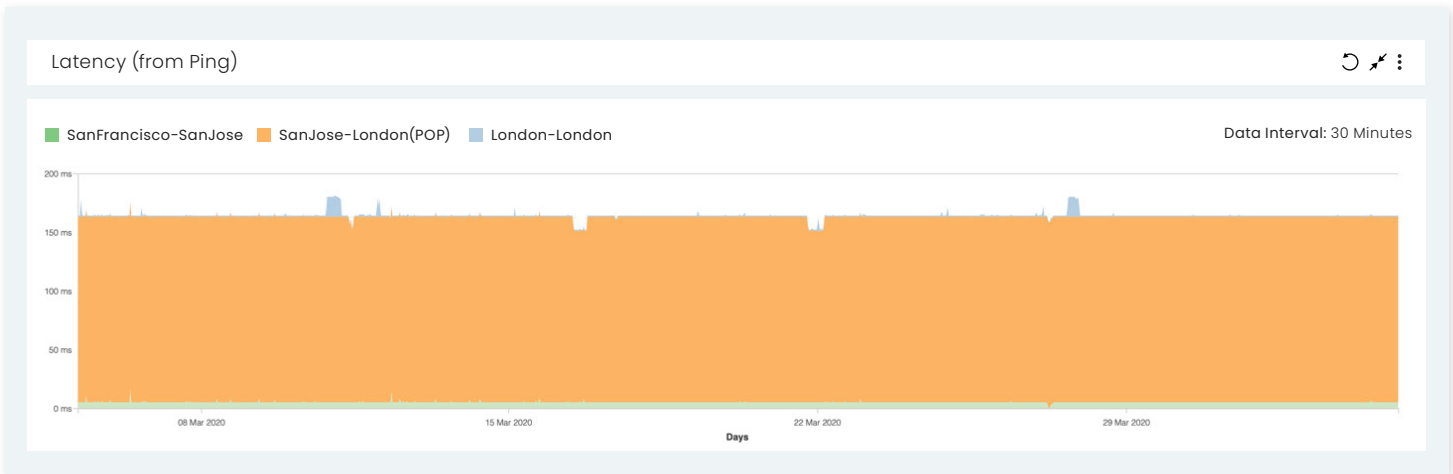 Latency (from Ping)
SanFrancisco-SanJose SanJose-London(POP) London-London
Data Interval: 30 Minutes
200 ms
150 ms
100 ms
50 ms
0 ms
08 Mar 2020 15 Mar 2020 22 Mar 2020 29 Mar 2020
Days